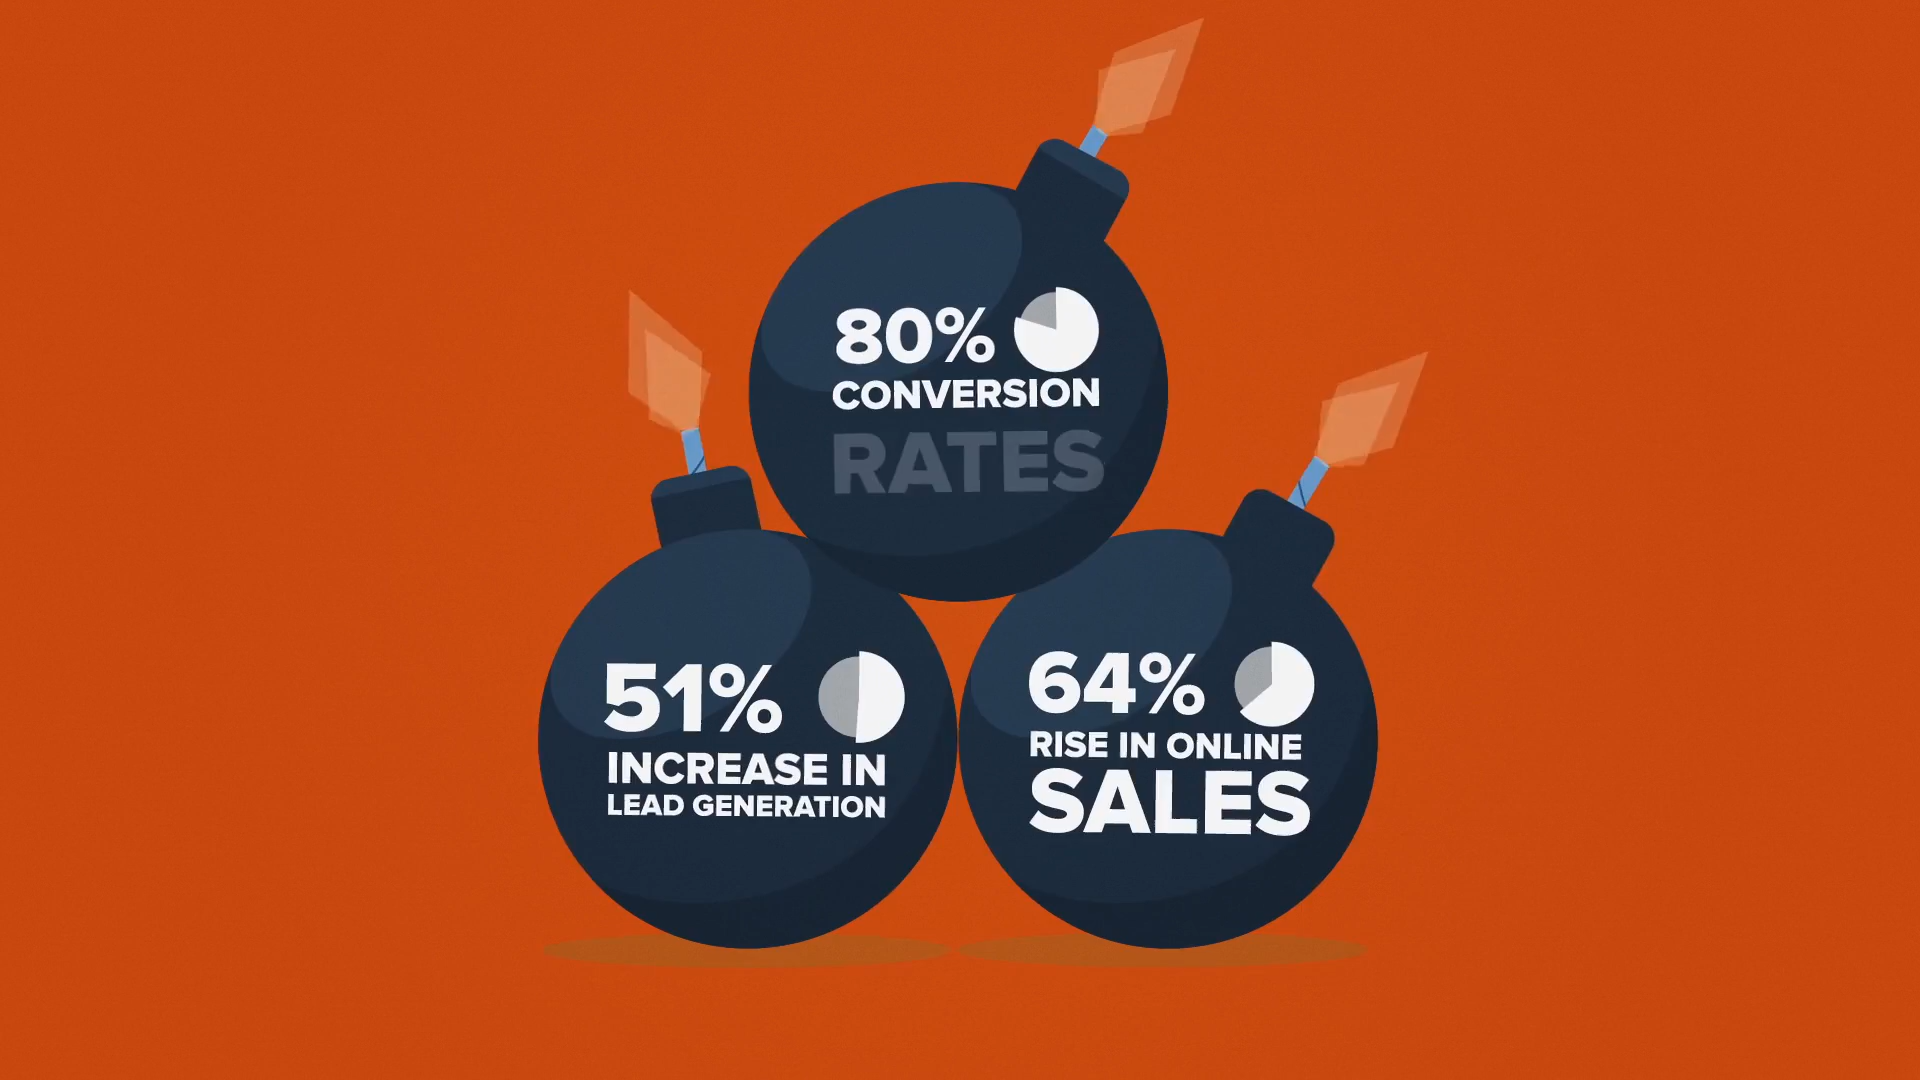 80%
CONVERSION
RATES
51%
INCREASE IN
LEAD GENERATION
64%
RISE IN ONLINE
SALES